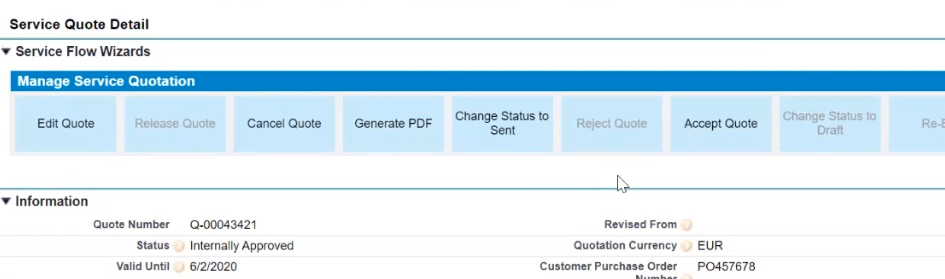 Service Quote Detail
Service Flow Wizards
Manage Service Quotation
Edit Quote
Release Quote
Cancel Quote
Generate PDF
Change Status to
Sent
Reject Quote
Accept Quote
Change Status to
Draft
Information
Quote Number Q-00043421
Revised From
Status Internally Approved
Quotation Currency EUR
Valid Until 6/2/2020
Customer Purchase Order PO457678
Number